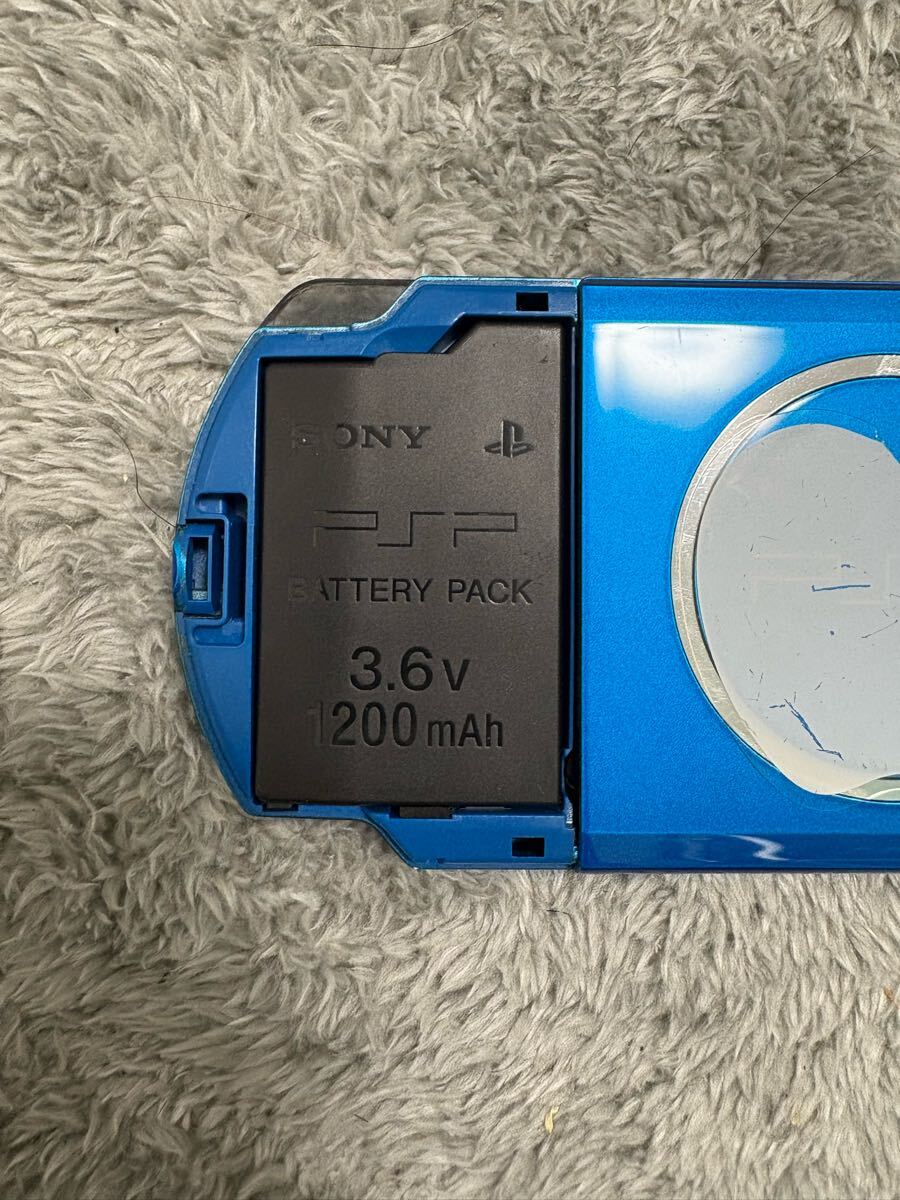 SONY
PSP
BATTERY PACK
3.6V
1200mAh